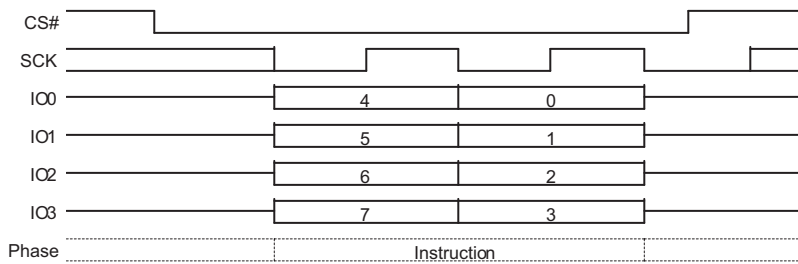 CS#
SCK
IO0 4 0
IO1 5 1
IO2 6 2
IO3 7 3
Phase Instruction